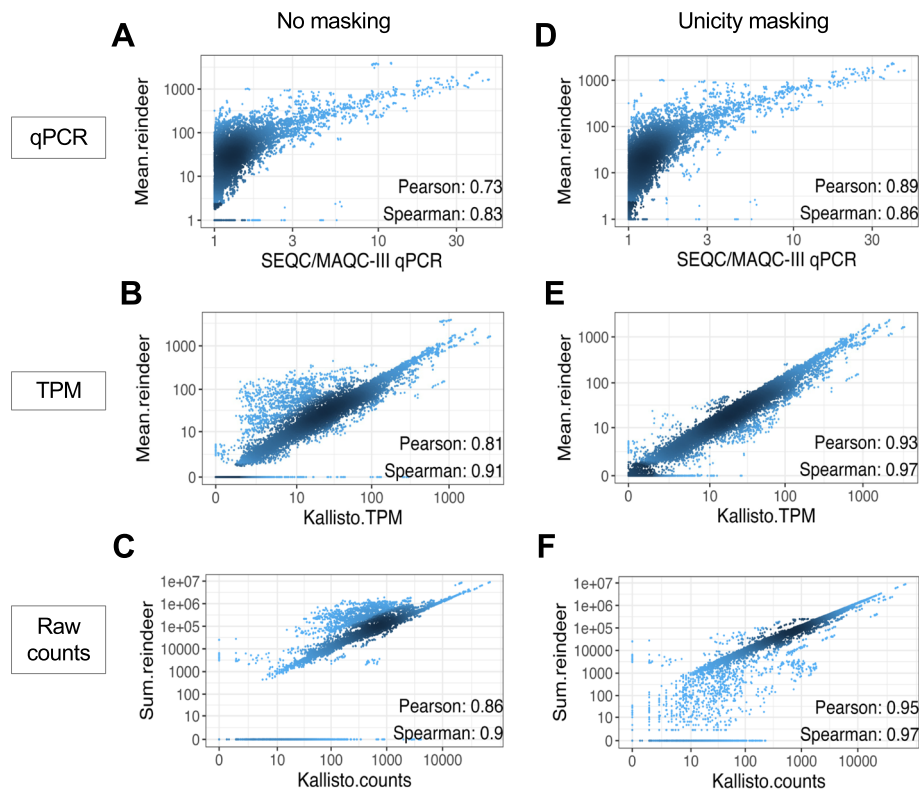 No masking
Unicity masking
A
D
qPCR
Mean.reindeer
1000
100
10
1
Pearson: 0.73
Spearman: 0.83
1
3
10
30
SEQC/MAQC-III qPCR
Mean.reindeer
1000
100
10
1
Pearson: 0.89
Spearman: 0.86
1
3
10
30
SEQC/MAQC-III qPCR
B
E
TPM
Mean.reindeer
1000
100
10
0
Pearson: 0.81
Spearman: 0.91
0
10
100
1000
Kallisto.TPM
Mean.reindeer
1000
100
10
0
Pearson: 0.93
Spearman: 0.97
0
10
100
1000
Kallisto.TPM
C
F
Raw
counts
Sum.reindeer
1e+07
1e+06
1e+05
10000
1000
100
10
0
Pearson: 0.86
Spearman: 0.9
0
10
100
1000
10000
Kallisto.counts
Sum.reindeer
1e+07
1e+06
1e+05
10000
1000
100
10
0
Pearson: 0.95
Spearman: 0.97
0
10
100
1000
10000
Kallisto.counts